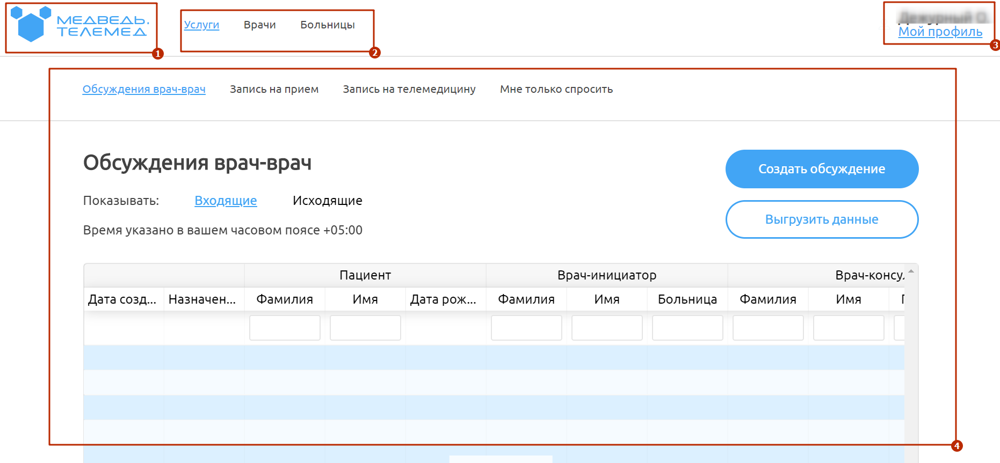 МЕДВЕДЬ.
ТЕЛЕМЕД
1
Услуги Врачи Больницы
2
Дежурный О.
Мой профиль
3
Обсуждения врач-врач Запись на прием Запись на телемедицину Мне только спросить
Обсуждения врач-врач
Создать обсуждение
Показывать: Входящие Исходящие
Выгрузить данные
Время указано в вашем часовом поясе +05:00
Пациент Врач-инициатор Врач-консу
Дата созд... Назначен... Фамилия Имя Дата рож... Фамилия Имя Больница Фамилия Имя
4